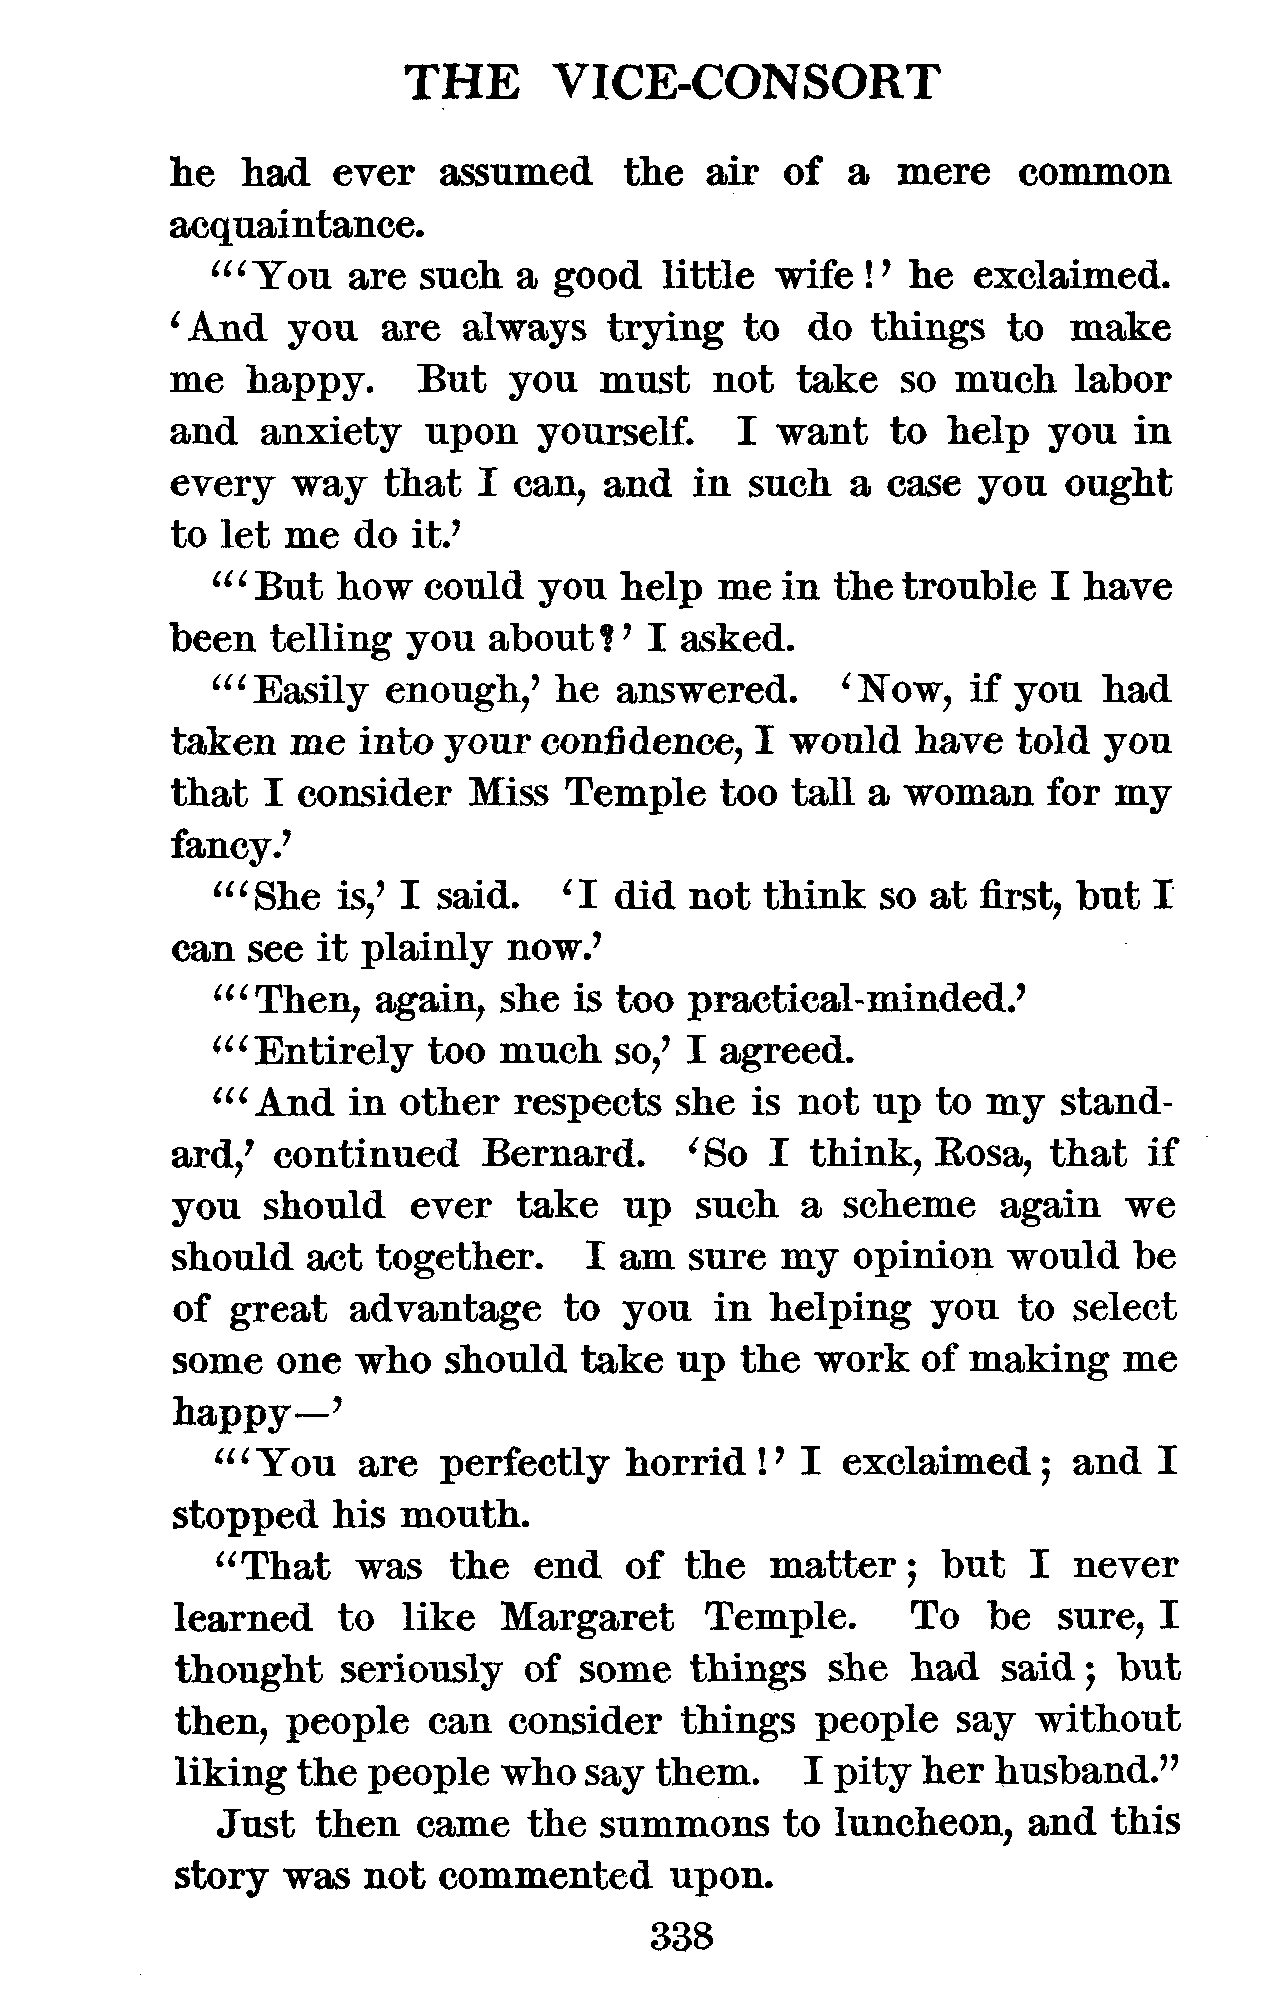 THE VICE-CONSORT
he had ever assumed the air of a mere common
acquaintance.
"'You are such a good little wife!' he exclaimed.
'And you are always trying to do things to make
me happy. But you must not take so much labor
and anxiety upon yourself. I want to help you in
every way that I can, and in such a case you ought
to let me do it.'
"'But how could you help me in the trouble I have
been telling you about?' I asked.
"'Easily enough,' he answered. 'Now, if you had
taken me into your confidence, I would have told you
that I consider Miss Temple too tall a woman for my
fancy.'
"'She is,' I said. 'I did not think so at first, but I
can see it plainly now.'
"'Then, again, she is too practical-minded.'
"'Entirely too much so,' I agreed.
"'And in other respects she is not up to my stand-
ard,' continued Bernard. 'So I think, Rosa, that if
you should ever take up such a scheme again we
should act together. I am sure my opinion would be
of great advantage to you in helping you to select
some one who should take up the work of making me
happy—'
"'You are perfectly horrid!' I exclaimed; and I
stopped his mouth.
"That was the end of the matter; but I never
learned to like Margaret Temple. To be sure, I
thought seriously of some things she had said; but
then, people can consider things people say without
liking the people who say them. I pity her husband."
Just then came the summons to luncheon, and this
story was not commented upon.
338